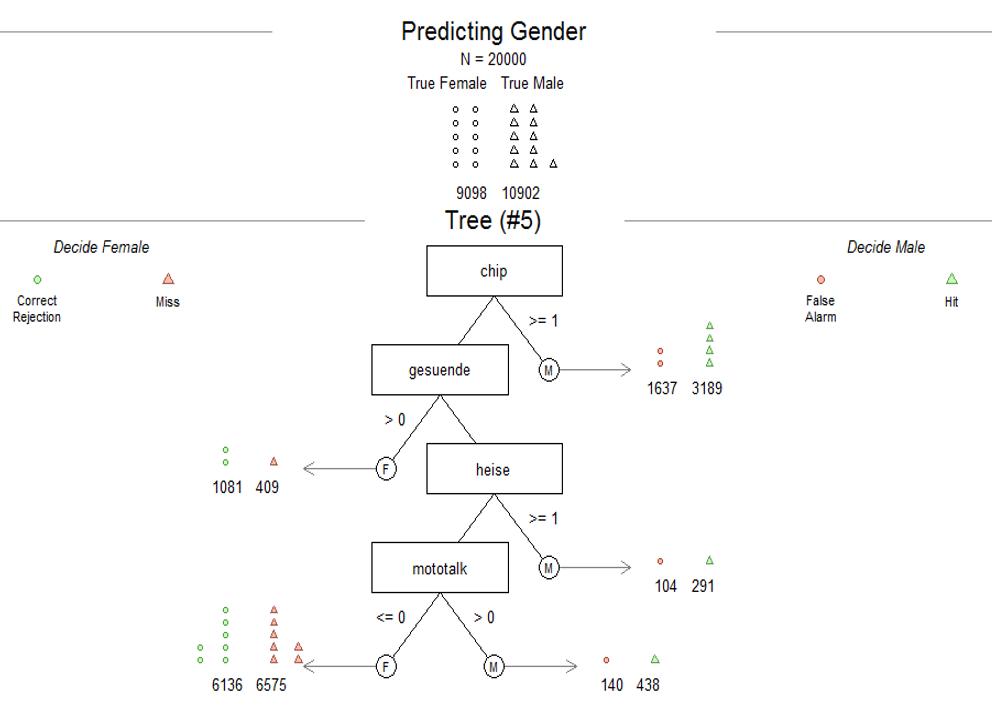 Predicting Gender
N = 20000
True Female True Male
9098 10902
Tree (#5)
Decide Female
Decide Male
Correct Rejection
Miss
False Alarm
Hit
chip
>= 1
M
1637 3189
gesuende
> 0
F
1081 409
heise
>= 1
M
104 291
mototalk
<= 0
> 0
F
M
6136 6575
140 438